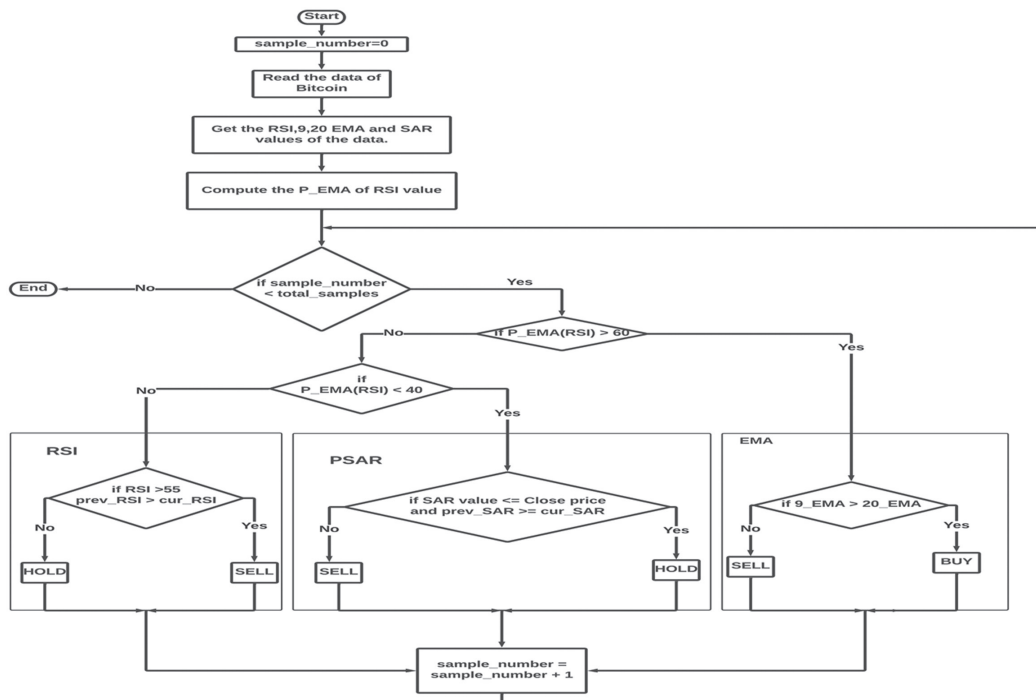 Start
sample_number=0
Read the data of
Bitcoin
Get the RSI,9,20 EMA and SAR
values of the data.
Compute the P_EMA of RSI value
if sample_number
< total_samples
No
End
Yes
if P_EMA(RSI) > 60
No
Yes
if
P_EMA(RSI) < 40
No
Yes
RSI
if RSI >55
prev_RSI > cur_RSI
No
Yes
HOLD
SELL
PSAR
if SAR value <= Close price
and prev_SAR >= cur_SAR
No
Yes
SELL
HOLD
EMA
if 9_EMA > 20_EMA
No
Yes
SELL
BUY
sample_number =
sample_number + 1